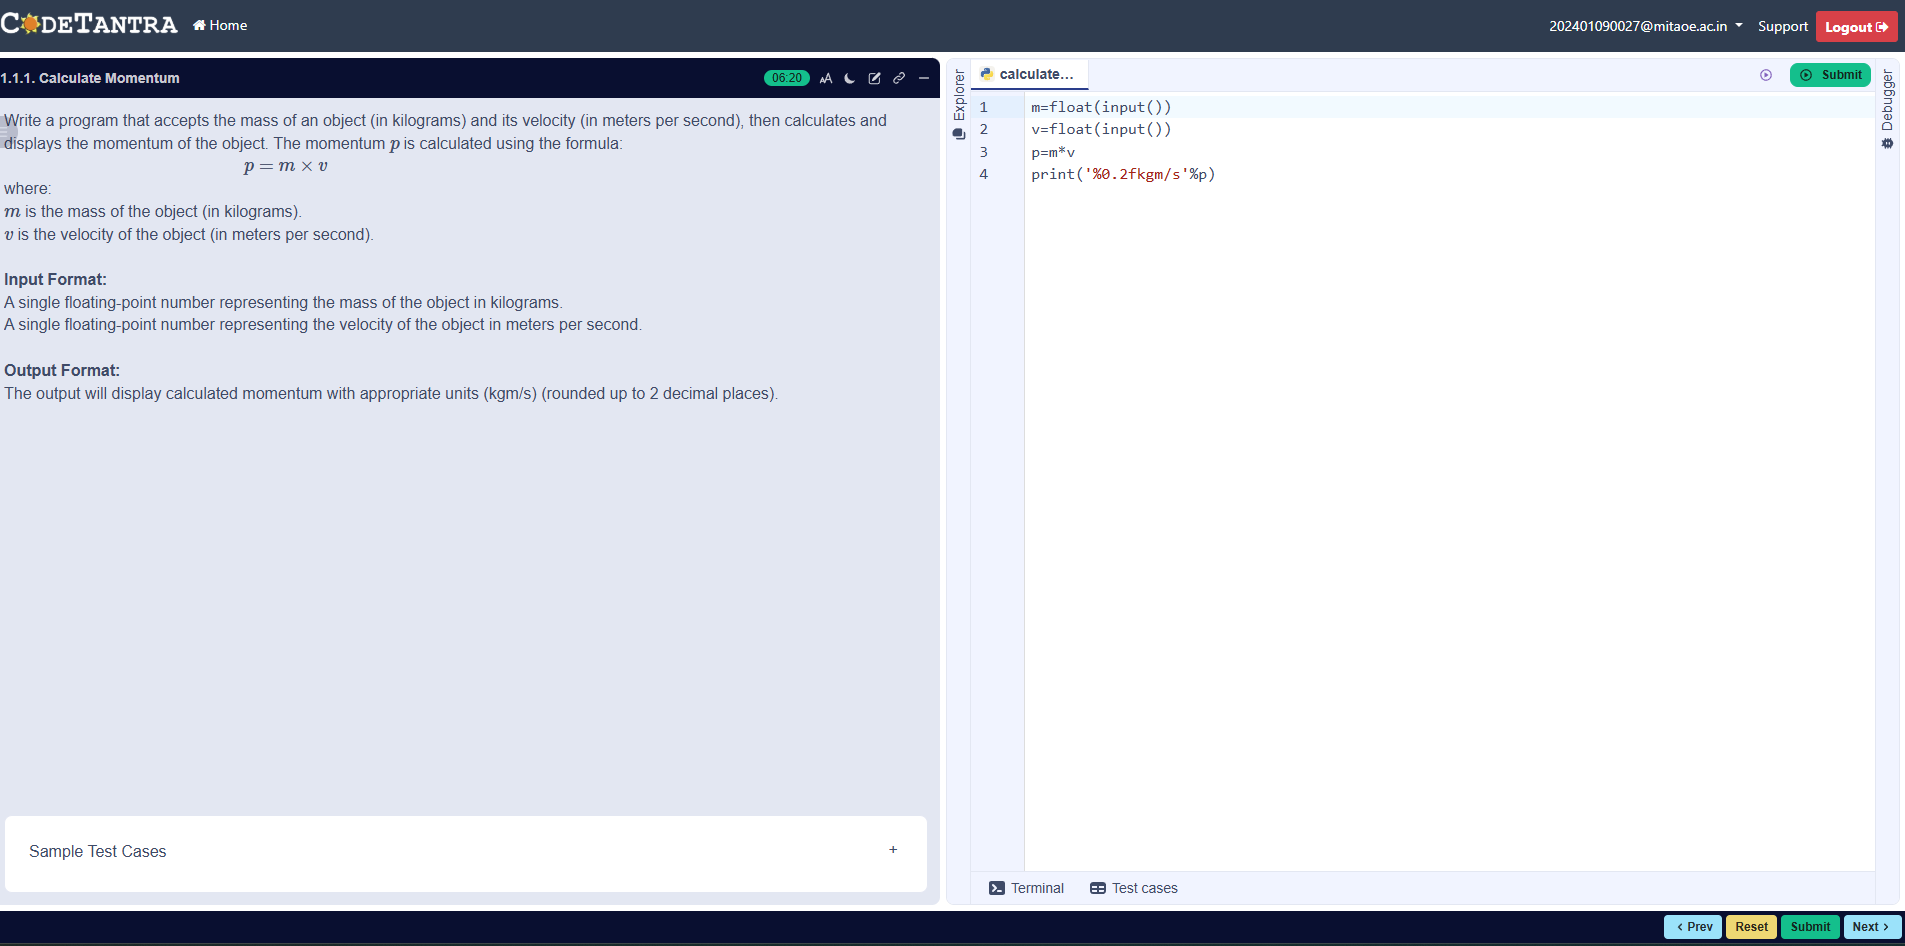 CODETANTRA Home 202401090027@mitaoe.ac.in Support Logout
1.1.1. Calculate Momentum 06:20 AA
Write a program that accepts the mass of an object (in kilograms) and its velocity (in meters per second), then calculates and
displays the momentum of the object. The momentum p is calculated using the formula:
p = m × v
where:
m is the mass of the object (in kilograms).
v is the velocity of the object (in meters per second).
Input Format:
A single floating-point number representing the mass of the object in kilograms.
A single floating-point number representing the velocity of the object in meters per second.
Output Format:
The output will display calculated momentum with appropriate units (kgm/s) (rounded up to 2 decimal places).
Sample Test Cases +
Explorer
calculate... Submit
Debugger
1 m=float(input())
2 v=float(input())
3 p=m*v
4 print('%0.2fkgm/s'%p)
Terminal Test cases
< Prev Reset Submit Next >